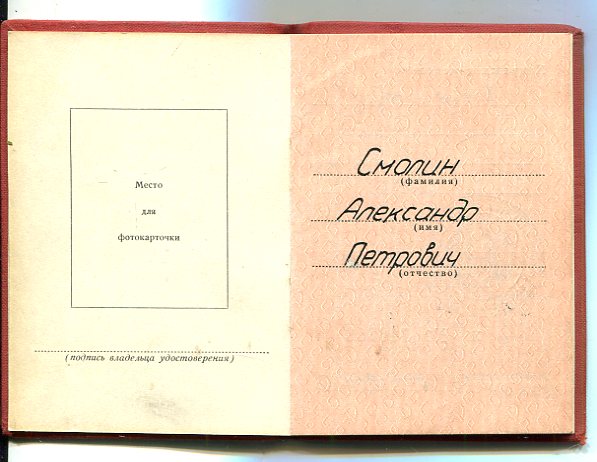 Место
для
фотокарточки
(подпись владельца удостоверения)
Смолин
(фамилия)
Александр
(имя)
Петрович
(отчество)